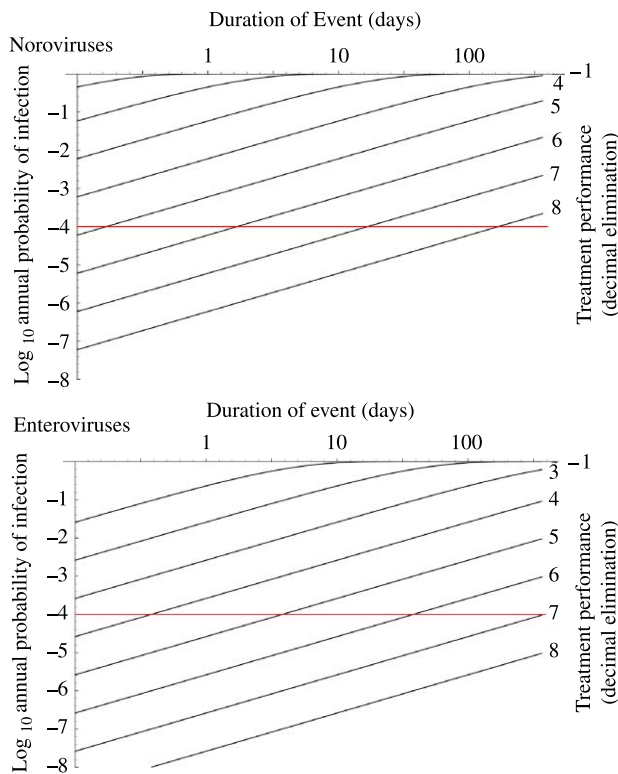 Duration of Event (days)
Noroviruses
1 10 100
Log 10 annual probability of infection
−1
−2
−3
−4
−5
−6
−7
−8
−1
4
5
6
7
8
Treatment performance
(decimal elimination)
Duration of event (days)
Enteroviruses
1 10 100
Log 10 annual probability of infection
−1
−2
−3
−4
−5
−6
−7
−8
−1
3
4
5
6
7
8
Treatment performance
(decimal elimination)